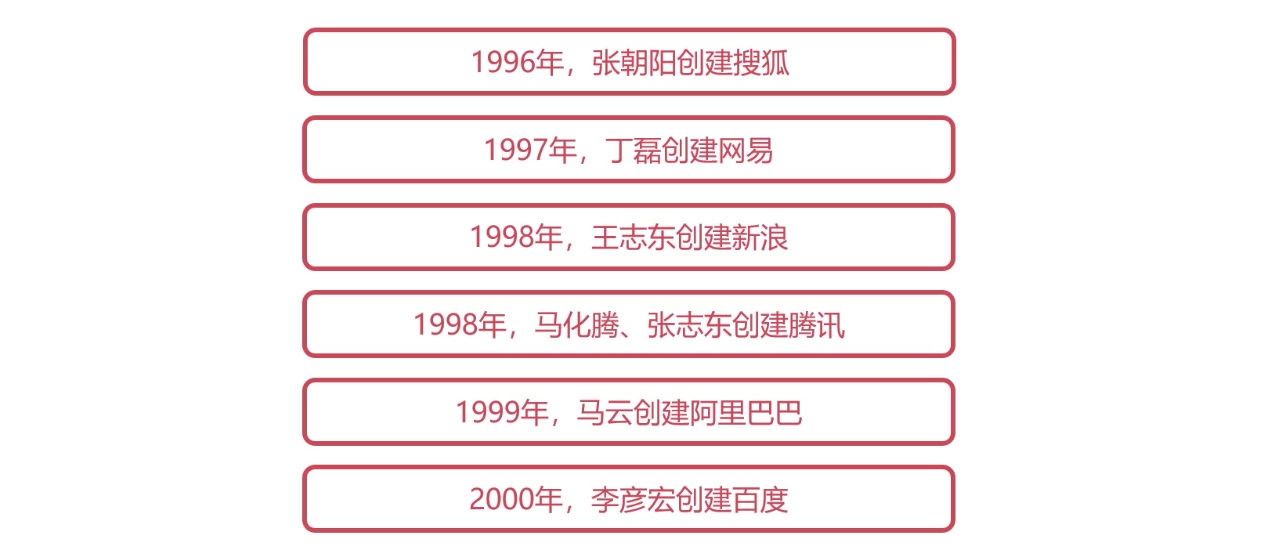 1996年，张朝阳创建搜狐
1997年，丁磊创建网易
1998年，王志东创建新浪
1998年，马化腾、张志东创建腾讯
1999年，马云创建阿里巴巴
2000年，李彦宏创建百度